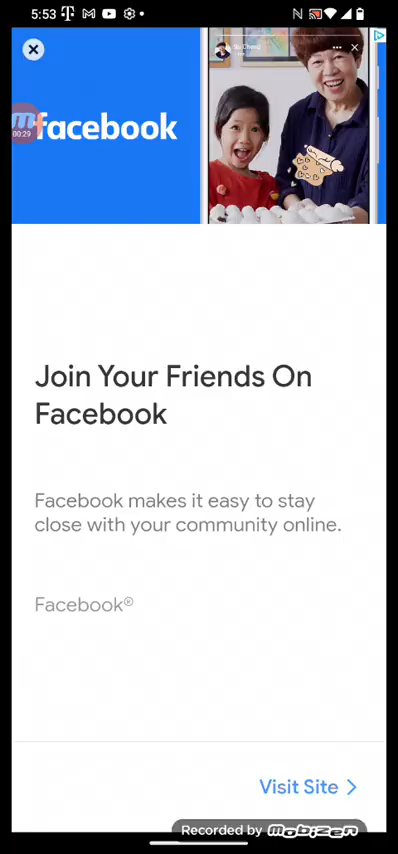 5:53
facebook
00:29
Join Your Friends On
Facebook
Facebook makes it easy to stay
close with your community online.
Facebook®
Visit Site
Recorded by mobizen